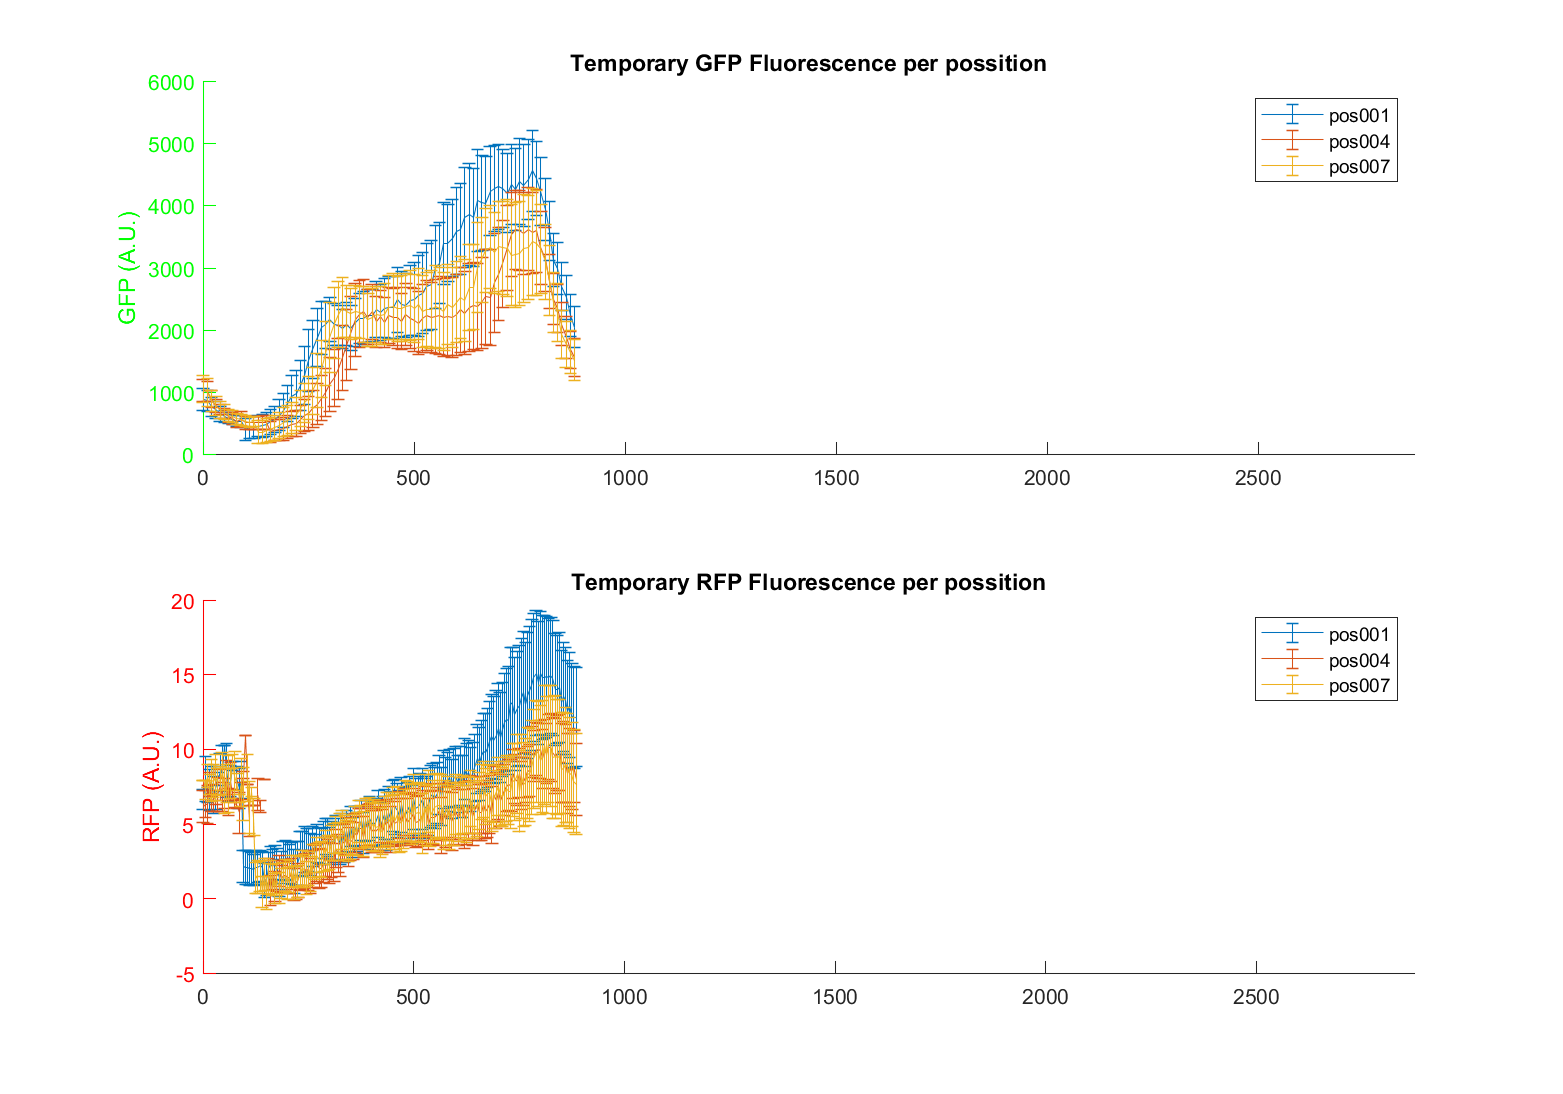 Temporary GFP Fluorescence per possition
6000
5000
4000
3000
2000
1000
0
GFP (A.U.)
0 500 1000 1500 2000 2500
pos001
pos004
pos007
Temporary RFP Fluorescence per possition
20
15
10
5
0
-5
RFP (A.U.)
0 500 1000 1500 2000 2500
pos001
pos004
pos007